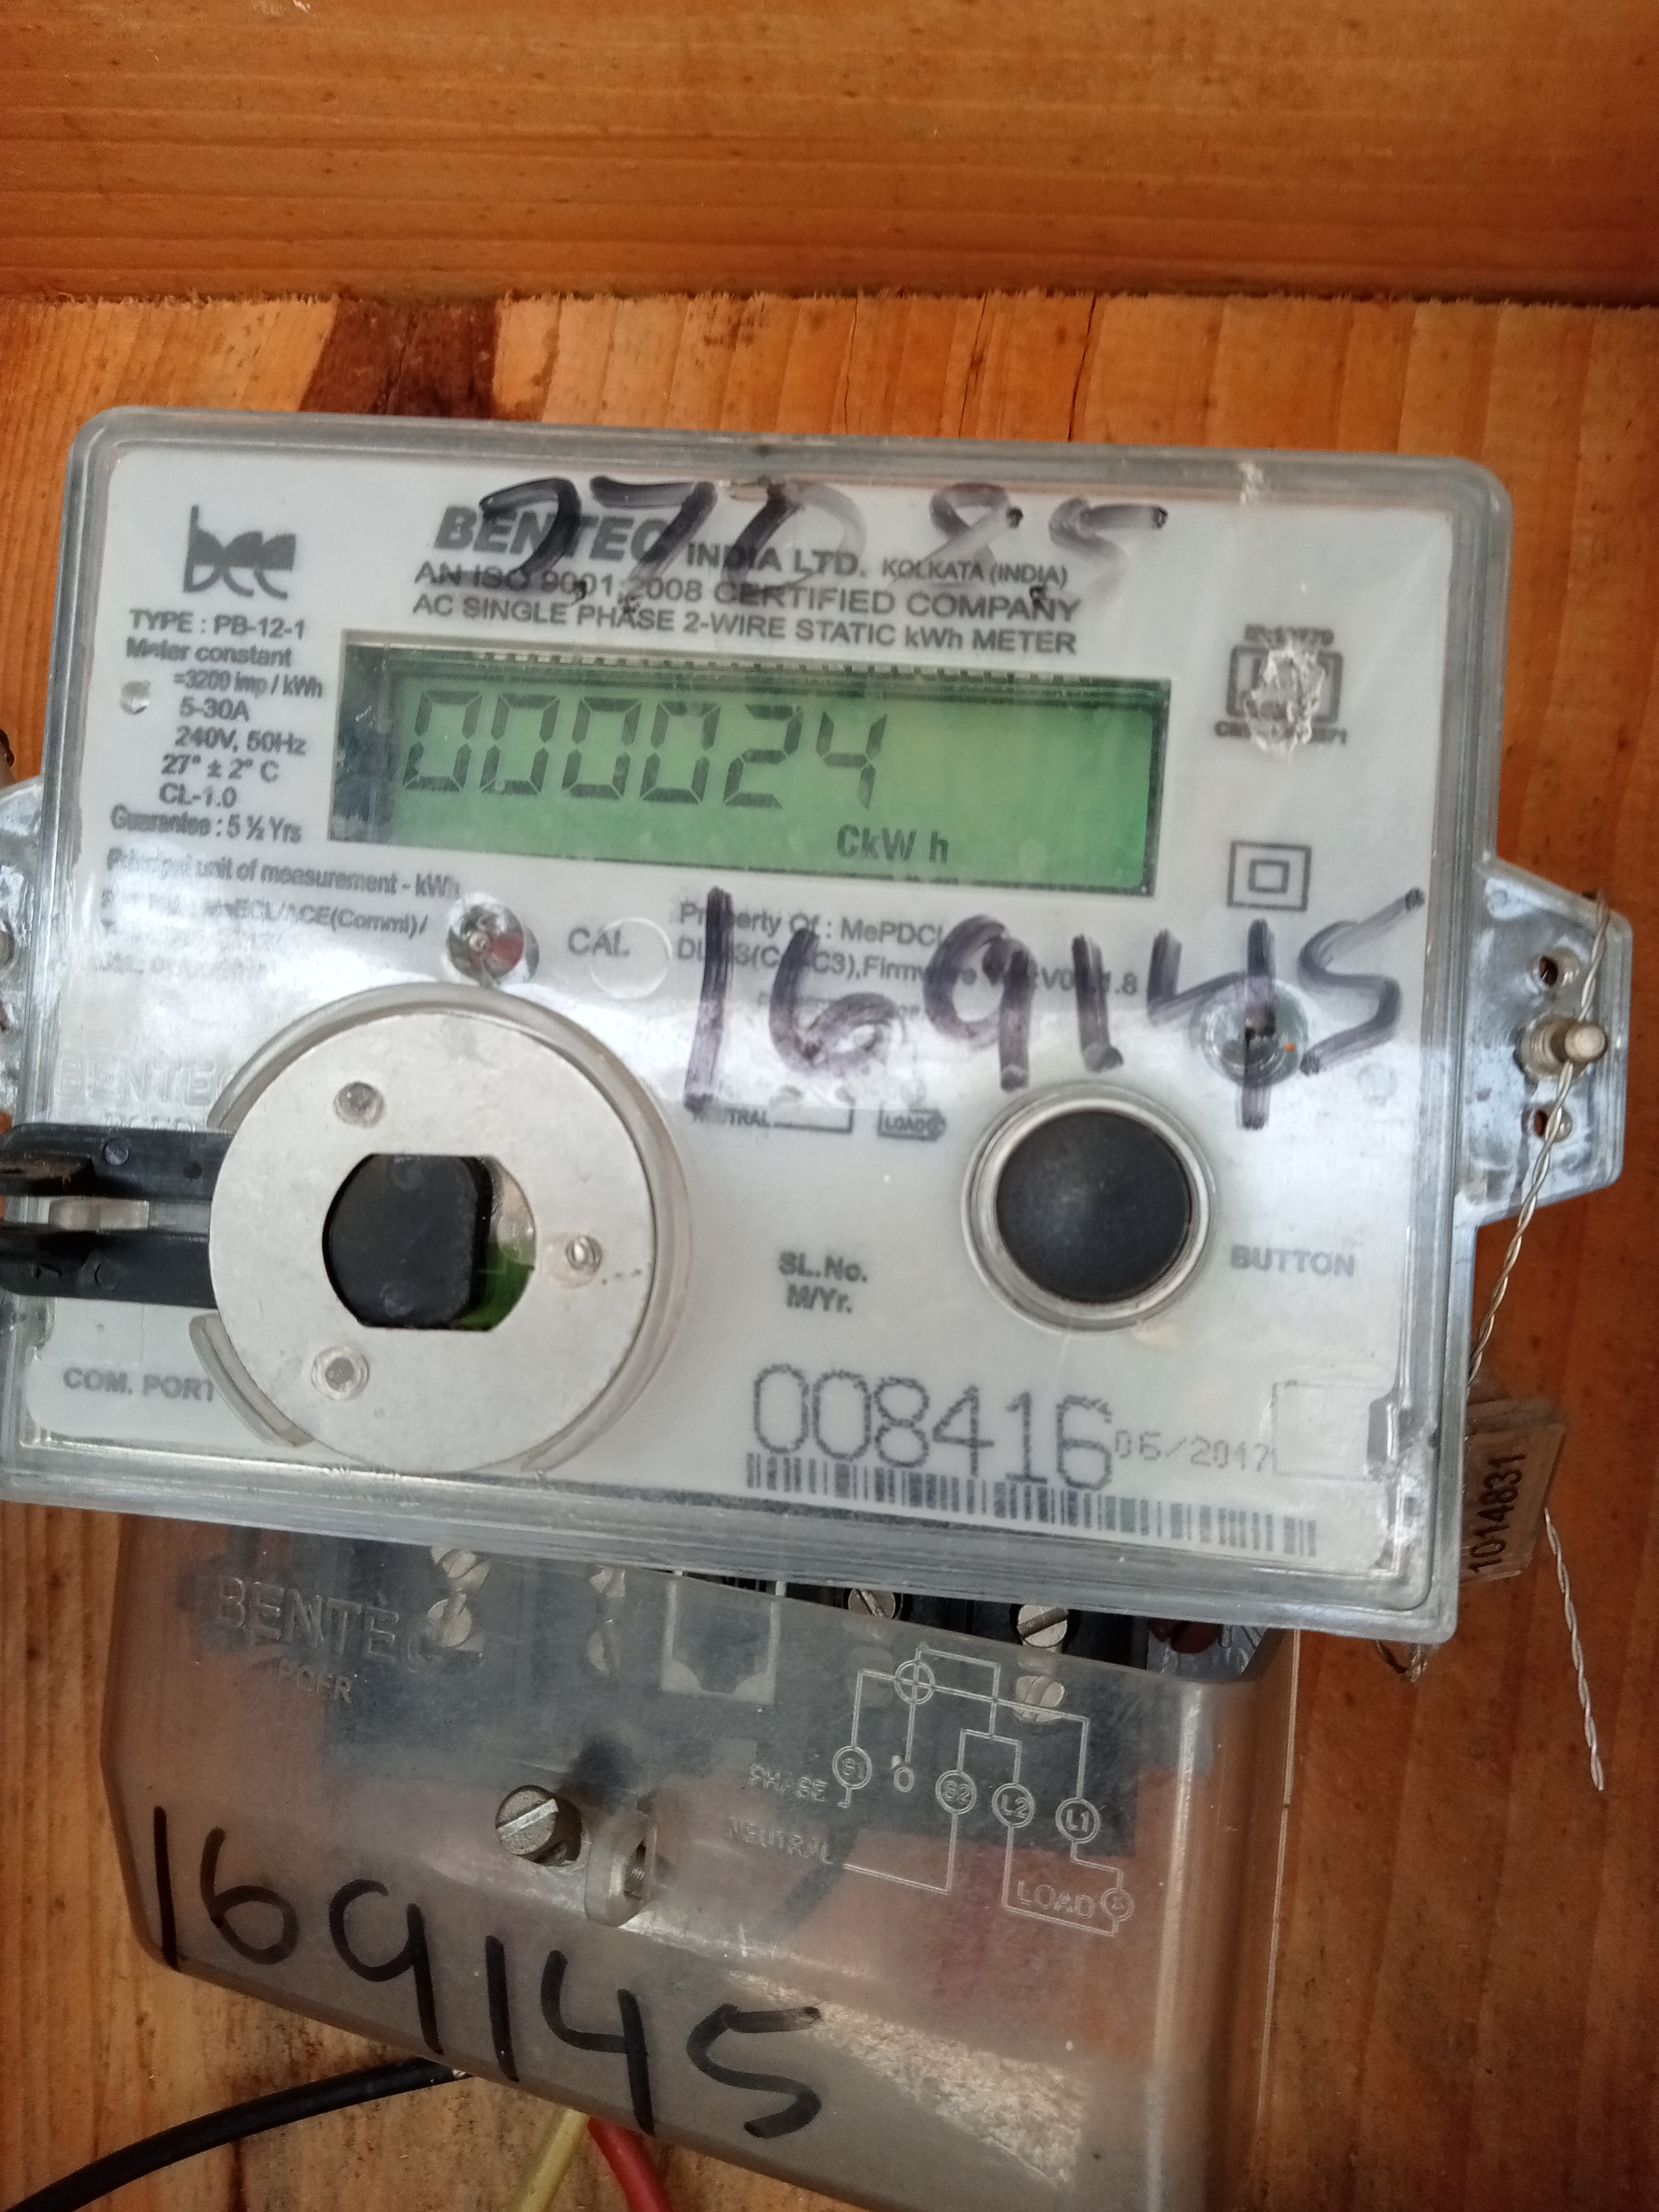 27085
bee
BENTEC INDIA LTD. KOLKATA (INDIA)
AN ISO 9001:2008 CERTIFIED COMPANY
AC SINGLE PHASE 2-WIRE STATIC kWh METER
TYPE : PB-12-1
Meter constant
=3200 imp / kWh
5-30A
240V, 50Hz
27° ± 2° C
CL-1.0
Guarantee : 5 ½ Yrs
Principal unit of measurement - kWh
000024
CkW h
CAL
Property Of : MePDCL
169145
NEUTRAL
LOAD
BUTTON
SL.No.
M/Yr.
COM. PORT
008416 06/2017
1014831
BENTEC
PHASE S1 O S2 L2 L1
NEUTRAL
LOAD
169145